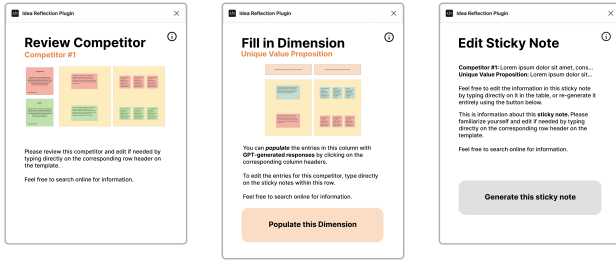 Idea Reflection Plugin
Review Competitor
Competitor #1
Please review this competitor and edit if needed by
typing directly on the corresponding row header on
the template.
Feel free to search online for information.
Idea Reflection Plugin
Fill in Dimension
Unique Value Proposition
You can populate the entries in this column with
GPT-generated responses by clicking on the
corresponding column headers.
To edit the entries for this competitor, type directly
on the sticky notes within this row.
Feel free to search online for information.
Populate this Dimension
Idea Reflection Plugin
Edit Sticky Note
Competitor #1: Lorem ipsum dolor sit amet, cons...
Unique Value Proposition: Lorem ipsum dolor sit...
Feel free to edit the information in this sticky note
by typing directly on it in the table, or re-generate it
entirely using the button below.
This is information about this sticky note. Please
familiarize yourself and edit if needed by typing
directly on the corresponding row header on the
template.
Feel free to search online for information.
Generate this sticky note